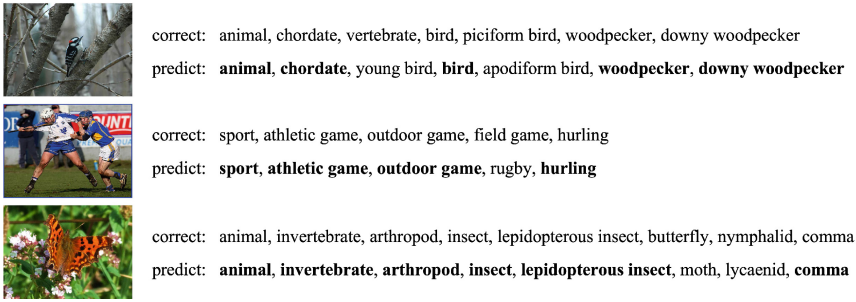 correct: animal, chordate, vertebrate, bird, piciform bird, woodpecker, downy woodpecker
predict: animal, chordate, young bird, bird, apodiform bird, woodpecker, downy woodpecker
correct: sport, athletic game, outdoor game, field game, hurling
predict: sport, athletic game, outdoor game, rugby, hurling
correct: animal, invertebrate, arthropod, insect, lepidopterous insect, butterfly, nymphalid, comma
predict: animal, invertebrate, arthropod, insect, lepidopterous insect, moth, lycaenid, comma